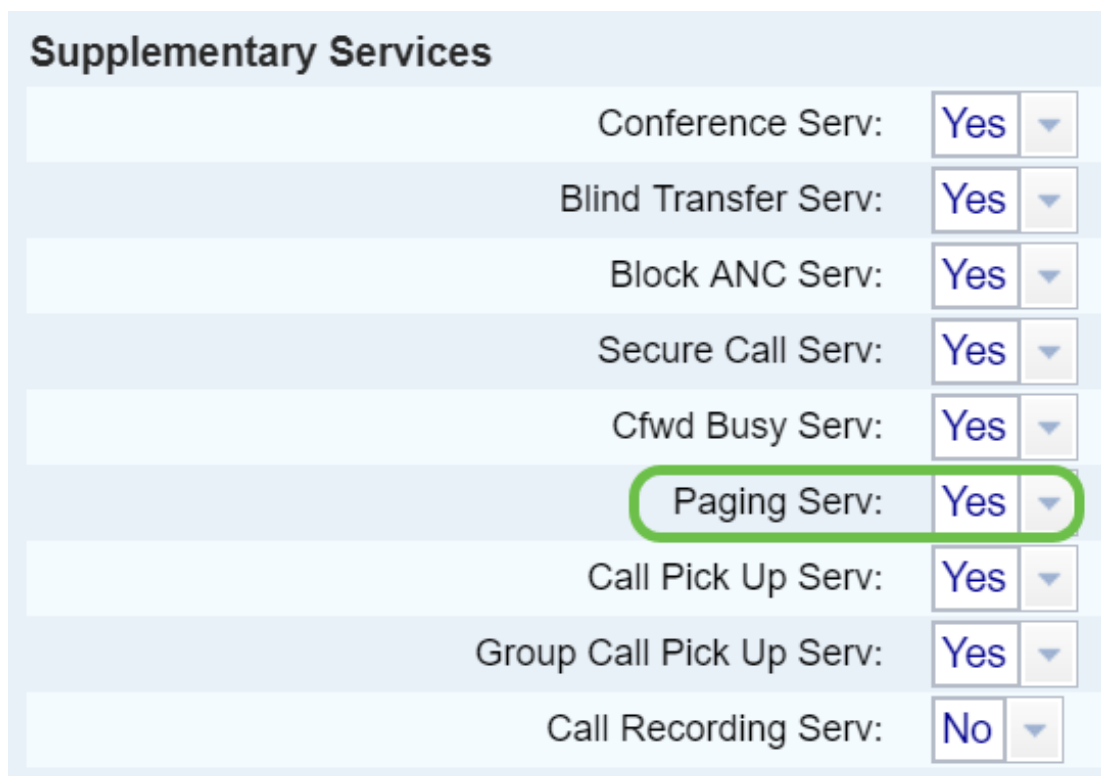 Supplementary Services
Conference Serv: Yes
Blind Transfer Serv: Yes
Block ANC Serv: Yes
Secure Call Serv: Yes
Cfwd Busy Serv: Yes
Paging Serv: Yes
Call Pick Up Serv: Yes
Group Call Pick Up Serv: Yes
Call Recording Serv: No